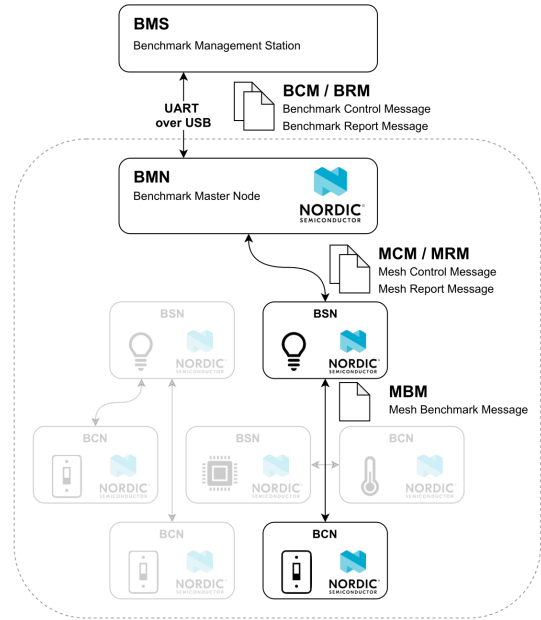 BMS
Benchmark Management Station
UART
over USB
BCM / BRM
Benchmark Control Message
Benchmark Report Message
BMN
Benchmark Master Node
NORDIC®
SEMICONDUCTOR
MCM / MRM
Mesh Control Message
Mesh Report Message
BSN
NORDIC®
SEMICONDUCTOR
BSN
NORDIC®
SEMICONDUCTOR
MBM
Mesh Benchmark Message
BCN
NORDIC®
SEMICONDUCTOR
BSN
NORDIC®
SEMICONDUCTOR
BCN
NORDIC®
SEMICONDUCTOR
BCN
NORDIC®
SEMICONDUCTOR
BCN
NORDIC®
SEMICONDUCTOR